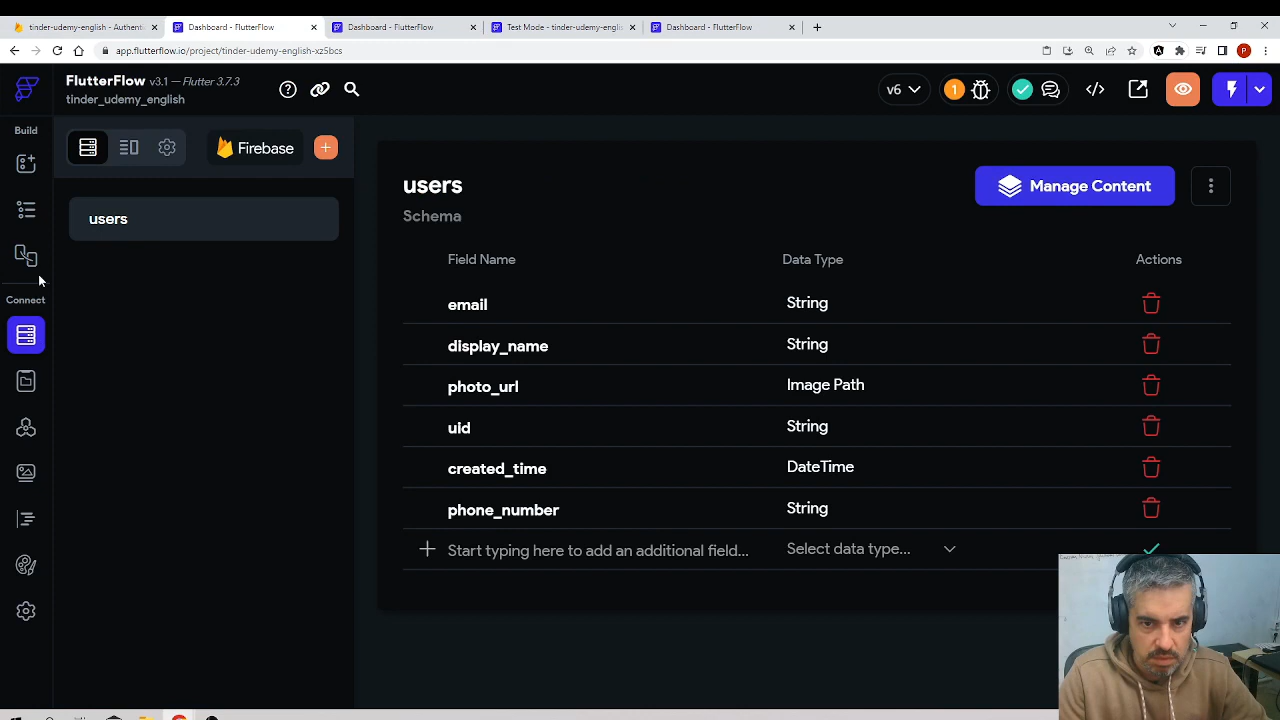 tinder-udemy-english - Authenti
Dashboard - FlutterFlow
Dashboard - FlutterFlow
Test Mode - tinder-udemy-englis
Dashboard - FlutterFlow
app.flutterflow.io/project/tinder-udemy-english-xz5bcs
P
FlutterFlow v3.1 — Flutter 3.7.3
tinder_udemy_english
v6
1
Build
Firebase
users
Manage Content
Schema
users
Field Name
Data Type
Actions
Connect
email
String
display_name
String
photo_url
Image Path
uid
String
created_time
DateTime
phone_number
String
Start typing here to add an additional field...
Select data type...